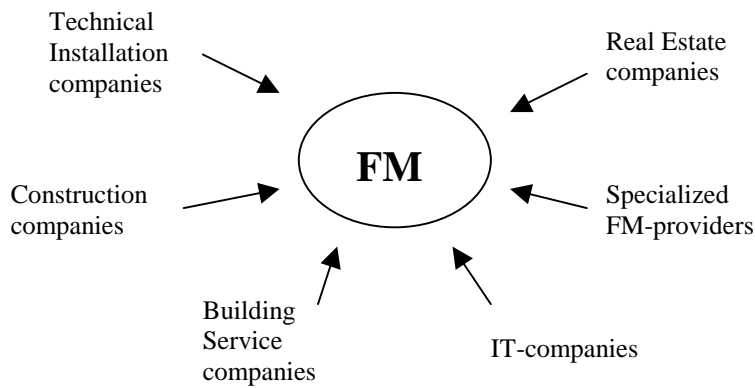 Technical
Installation
companies
Real Estate
companies
FM
Construction
companies
Specialized
FM-providers
Building
Service
companies
IT-companies